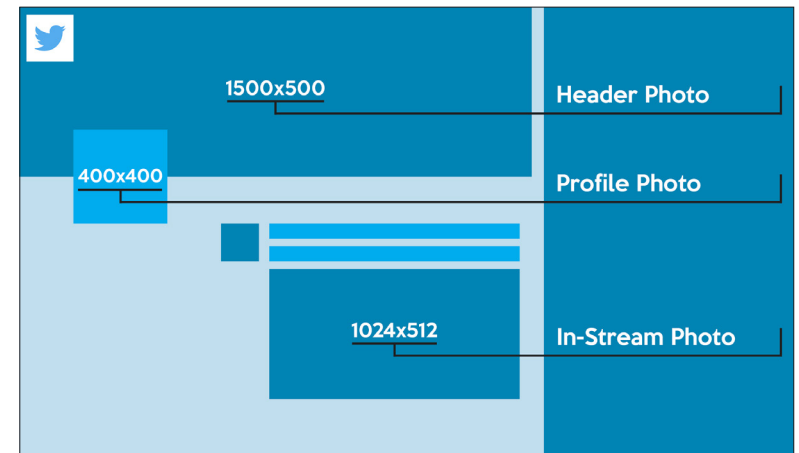 1500x500
Header Photo
400x400
Profile Photo
1024x512
In-Stream Photo